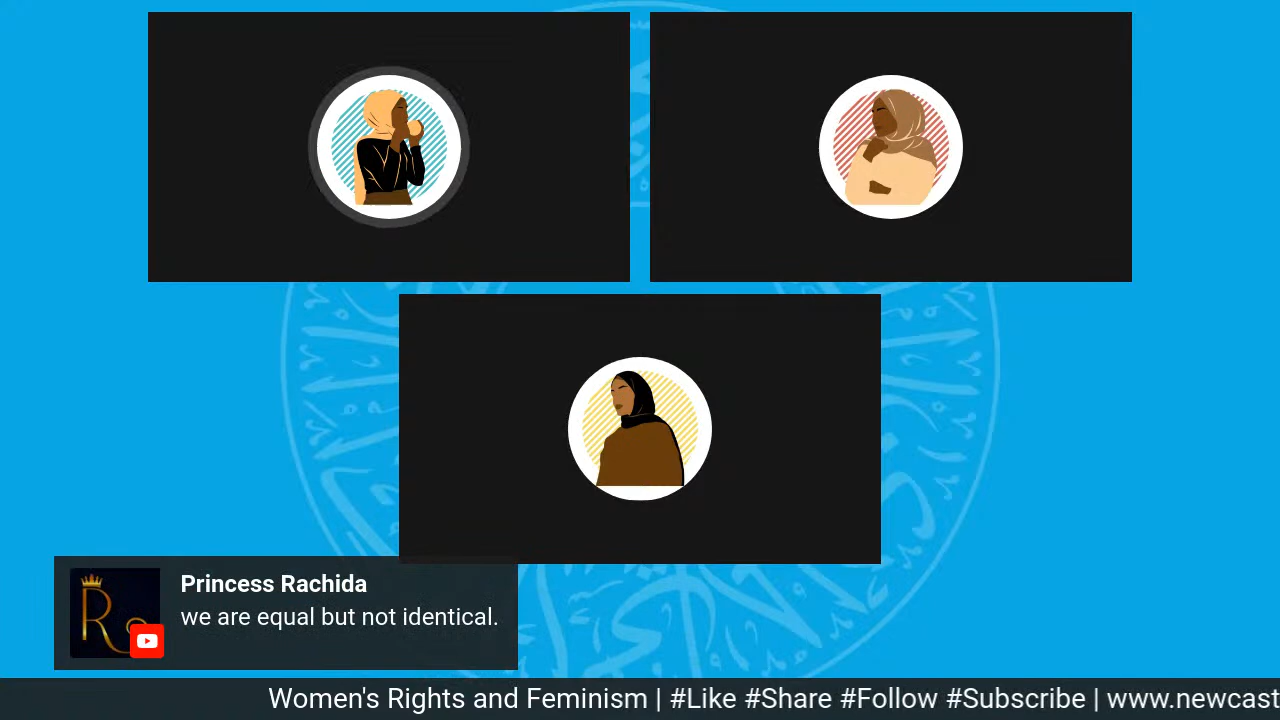 Princess Rachida
we are equal but not identical.
Women's Rights and Feminism | #Like #Share #Follow #Subscribe | www.newcast